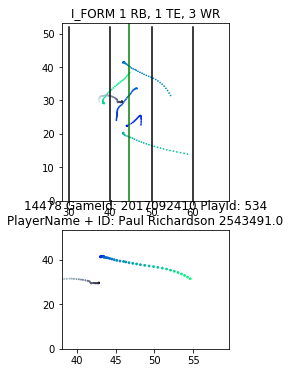 I_FORM 1 RB, 1 TE, 3 WR
50
40
30
20
10
0
30 40 50 60
14478 GameId: 2017092410 PlayId: 534
PlayerName + ID: Paul Richardson 2543491.0
40
20
0
40 45 50 55